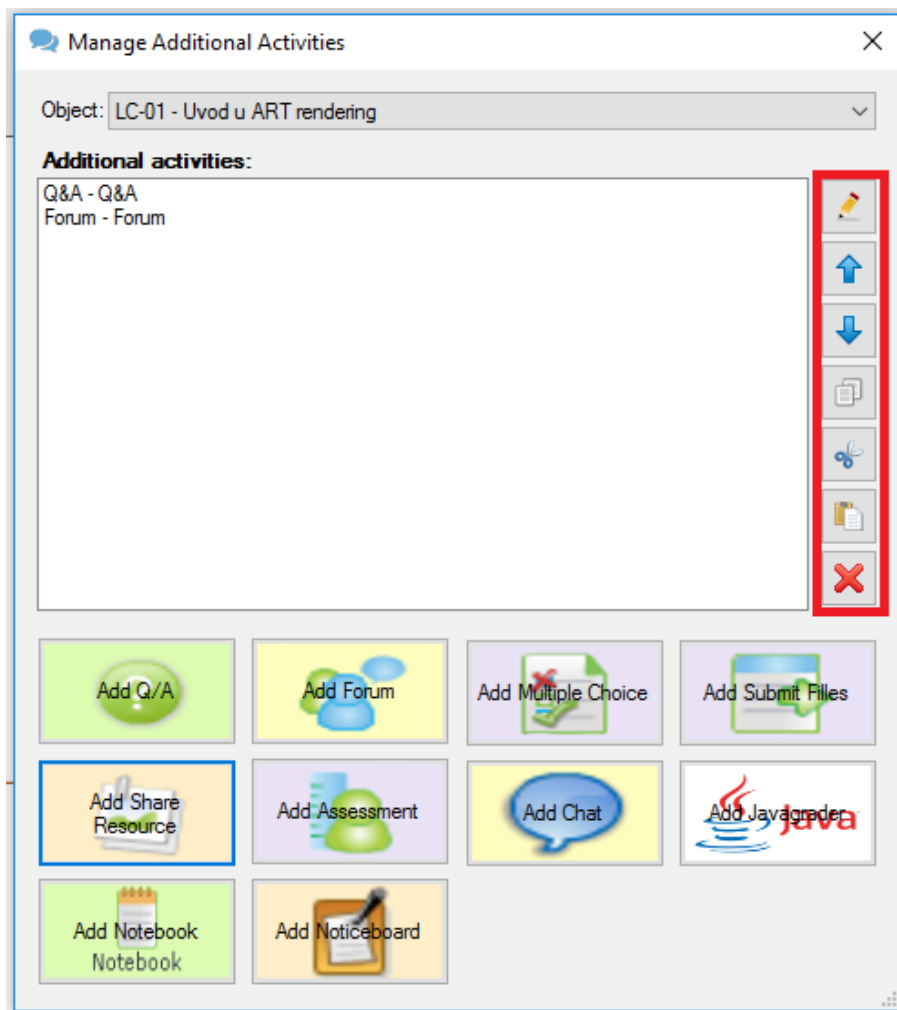 Manage Additional Activities
Object: LC-01 - Uvod u ART rendering
Additional activities:
Q&A - Q&A
Forum - Forum
Add Q/A
Add Forum
Add Multiple Choice
Add Submit Filles
Add Share
Resource
Add Assessment
Add Chat
Add Javagrader
Java
Add Notebook
Notebook
Add Noticeboard